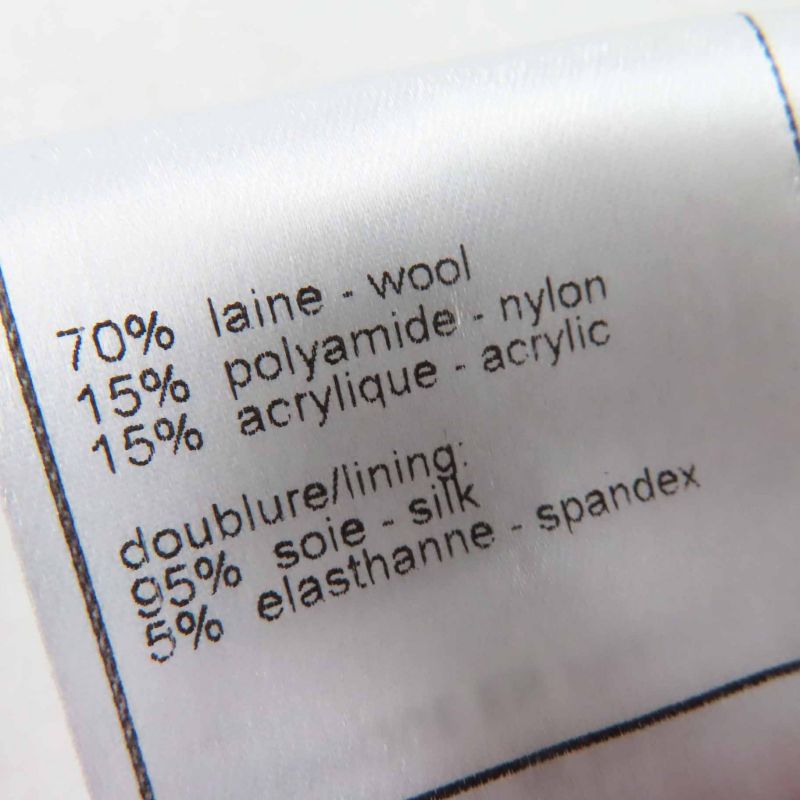 70% laine - wool
15% polyamide - nylon
15% acrylique - acrylic
doublure/lining:
95% soie - silk
5% elasthanne - spandex